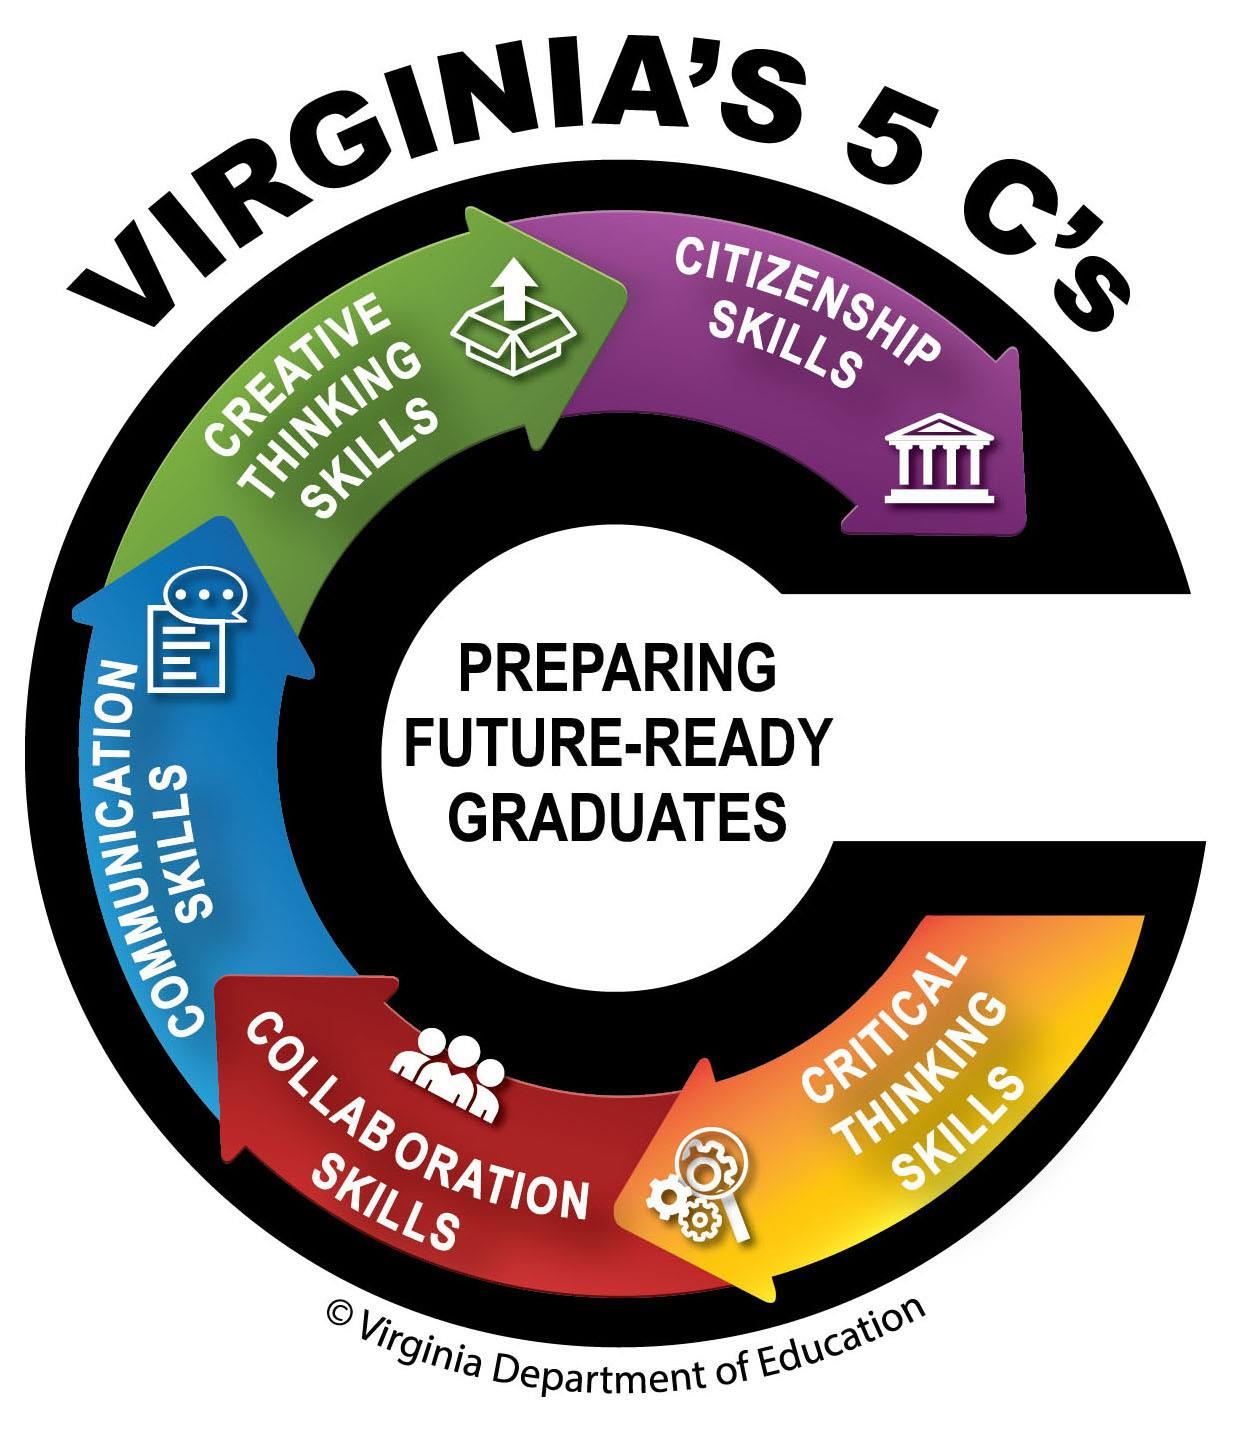 VIRGINIA'S 5 C's
CREATIVE
THINKING
SKILLS
CITIZENSHIP
SKILLS
COMMUNICATION
SKILLS
PREPARING
FUTURE-READY
GRADUATES
COLLABORATION
SKILLS
CRITICAL
THINKING
SKILLS
© Virginia Department of Education